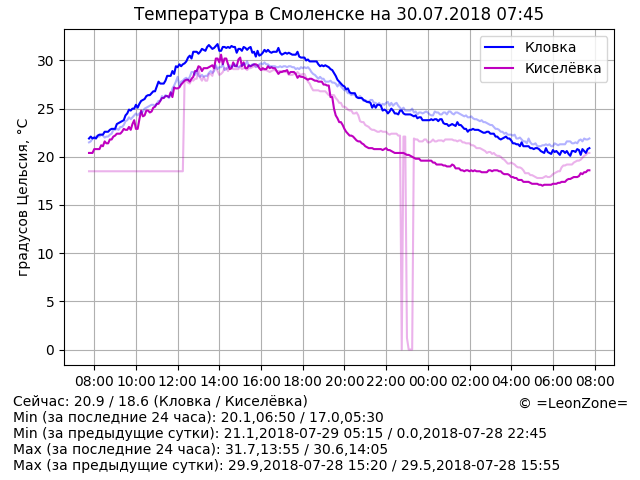 Температура в Смоленске на 30.07.2018 07:45
Кловка
Киселёвка
градусов Цельсия, °C
30
25
20
15
10
5
0
08:00 10:00 12:00 14:00 16:00 18:00 20:00 22:00 00:00 02:00 04:00 06:00 08:00
Сейчас: 20.9 / 18.6 (Кловка / Киселёвка)
© =LeonZone=
Min (за последние 24 часа): 20.1,06:50 / 17.0,05:30
Min (за предыдущие сутки): 21.1,2018-07-29 05:15 / 0.0,2018-07-28 22:45
Max (за последние 24 часа): 31.7,13:55 / 30.6,14:05
Max (за предыдущие сутки): 29.9,2018-07-28 15:20 / 29.5,2018-07-28 15:55